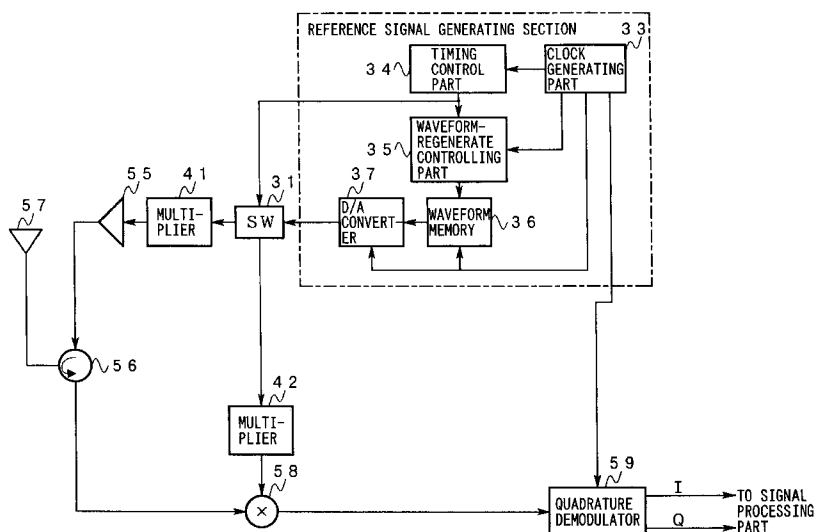 REFERENCE SIGNAL GENERATING SECTION
33
34
TIMING
CONTROL
PART
CLOCK
GENERATING
PART
35
WAVEFORM-
REGENERATE
CONTROLLING
PART
57
55
41
31
37
MULTI-
PLIER
SW
D/A
CONVERT-
ER
WAVEFORM
MEMORY
36
56
42
MULTI-
PLIER
58
×
59
QUADRATURE
DEMODULATOR
I
Q
TO SIGNAL
PROCESSING
PART